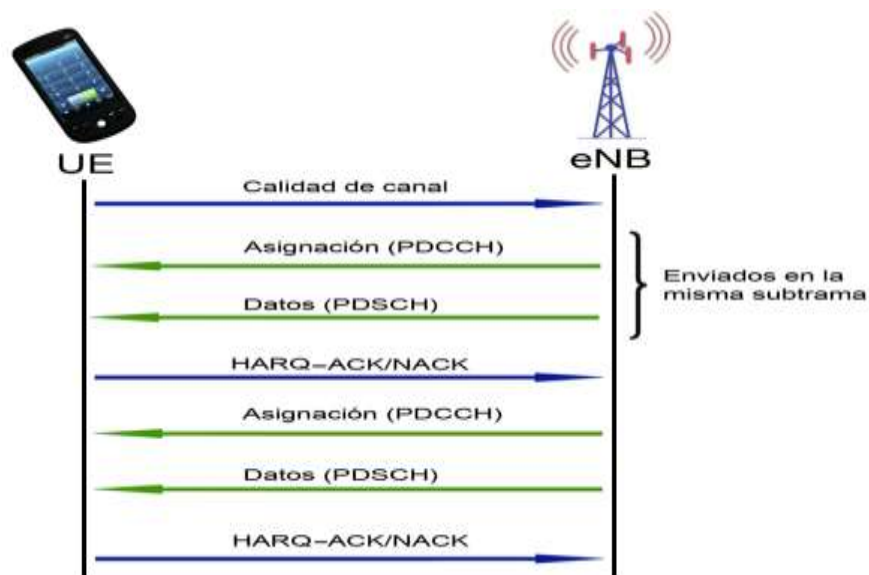 UE
eNB
Calidad de canal
Asignación (PDCCH)
Datos (PDSCH)
Enviados en la
misma subtrama
HARQ–ACK/NACK
Asignación (PDCCH)
Datos (PDSCH)
HARQ–ACK/NACK